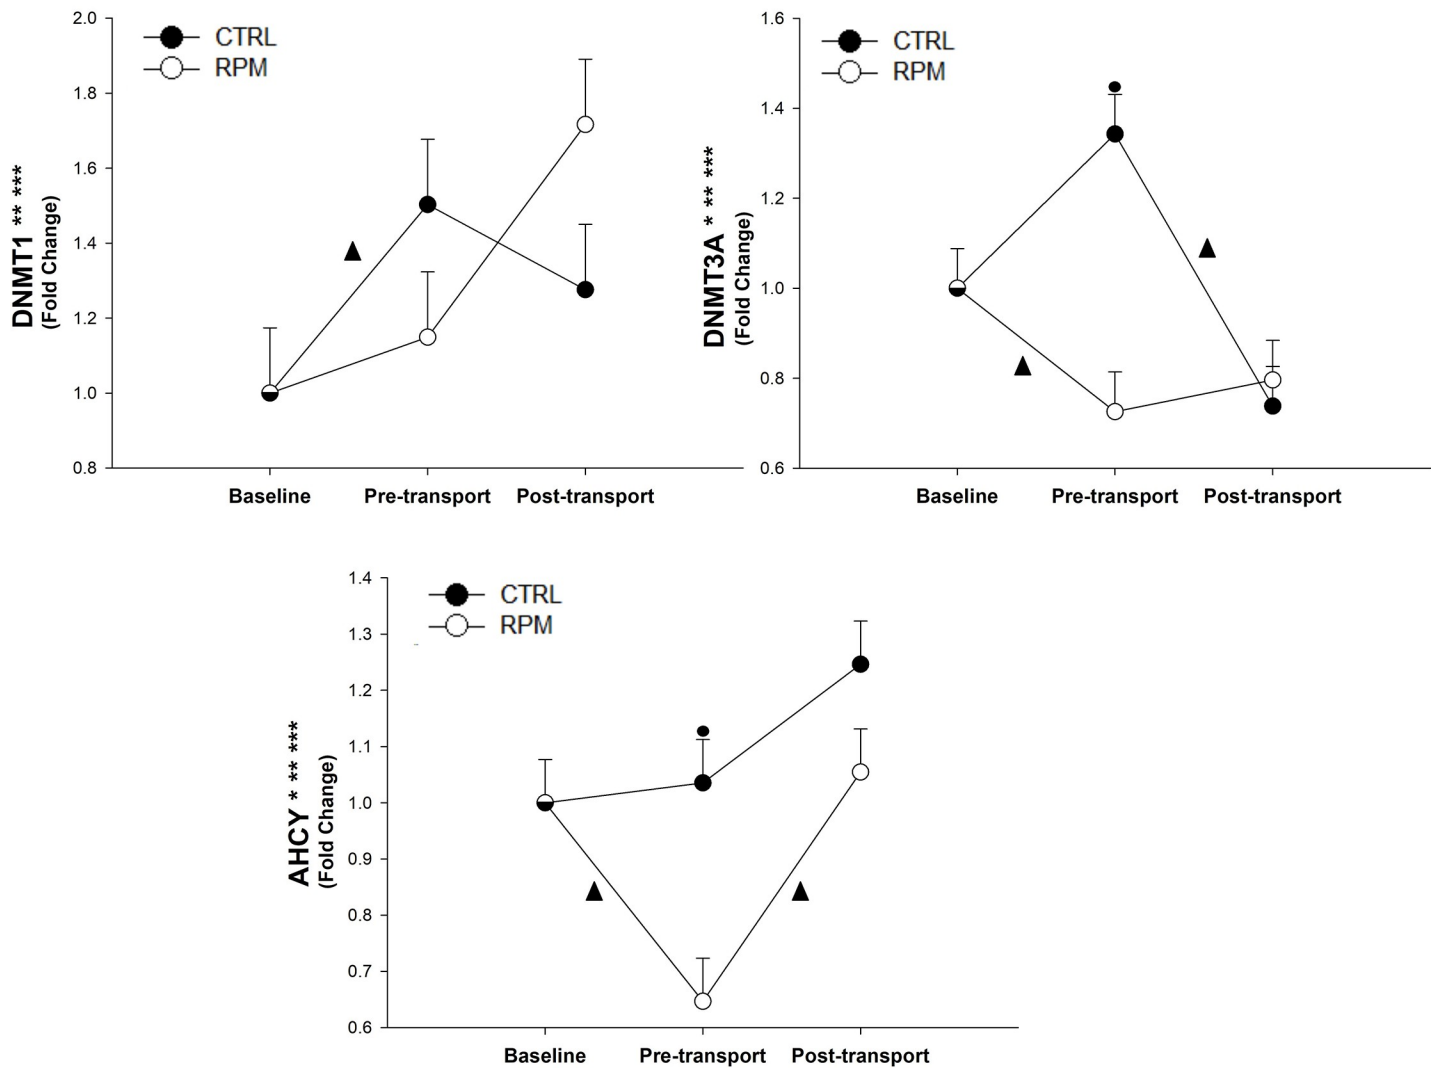 CTRL
RPM
DNMT1 ** ***
(Fold Change)
2.0
1.8
1.6
1.4
1.2
1.0
0.8
Baseline Pre-transport Post-transport
CTRL
RPM
DNMT3A * ** ***
(Fold Change)
1.6
1.4
1.2
1.0
0.8
0.6
Baseline Pre-transport Post-transport
CTRL
RPM
AHCY * ** ***
(Fold Change)
1.4
1.3
1.2
1.1
1.0
0.9
0.8
0.7
0.6
Baseline Pre-transport Post-transport